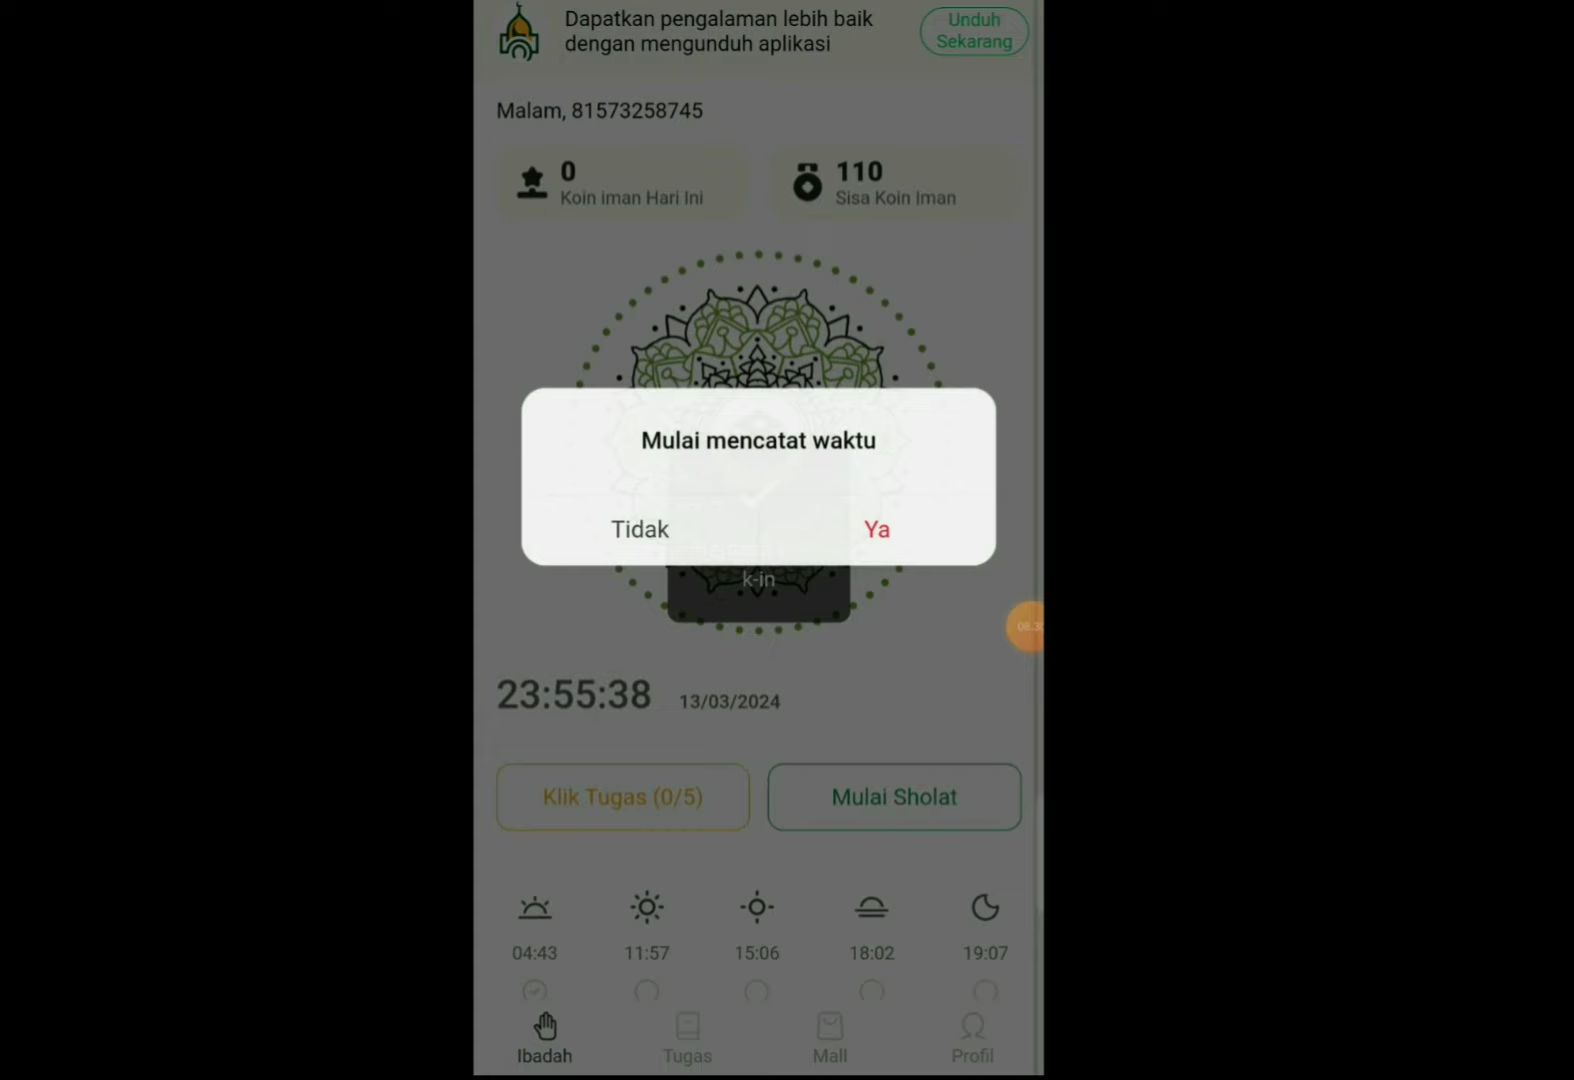 Dapatkan pengalaman lebih baik
dengan mengunduh aplikasi
Unduh
Sekarang
Malam, 81573258745
0
Koin iman Hari Ini
110
Sisa Koin Iman
Mulai mencatat waktu
Tidak
Ya
k-in
23:55:38
13/03/2024
Klik Tugas (0/5)
Mulai Sholat
04:43
11:57
15:06
18:02
19:07
Ibadah
Tugas
Mall
Profil